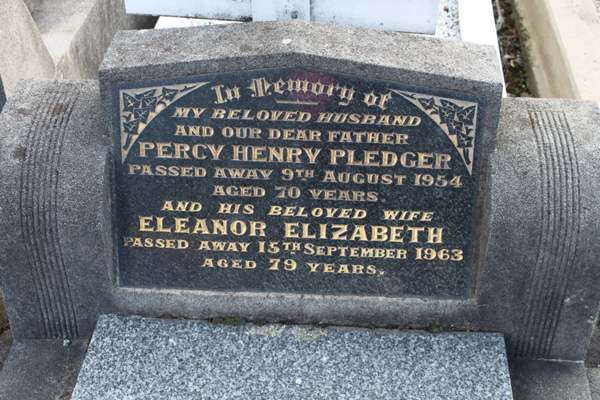 In Memory of
MY BELOVED HUSBAND
AND OUR DEAR FATHER
PERCY HENRY PLEDGER
PASSED AWAY 9TH AUGUST 1954
AGED 70 YEARS
AND HIS BELOVED WIFE
ELEANOR ELIZABETH
PASSED AWAY 15TH SEPTEMBER 1963
AGED 79 YEARS.